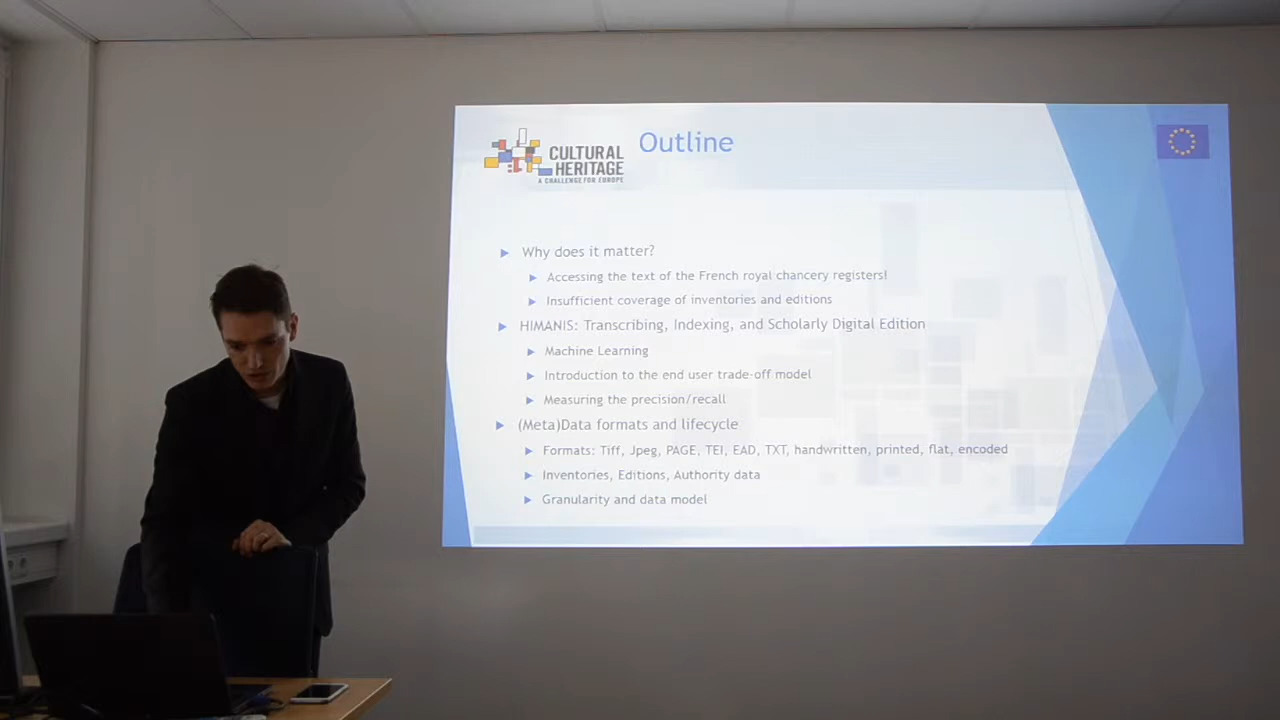 Outline
CULTURAL
HERITAGE
A CHALLENGE FOR EUROPE
Why does it matter?
Accessing the text of the French royal chancery registers!
Insufficient coverage of inventories and editions
HIMANIS: Transcribing, Indexing, and Scholarly Digital Edition
Machine Learning
Introduction to the end user trade-off model
Measuring the precision/recall
(Meta)Data formats and lifecycle
Formats: Tiff, Jpeg, PAGE, TEI, EAD, TXT, handwritten, printed, flat, encoded
Inventories, Editions, Authority data
Granularity and data model